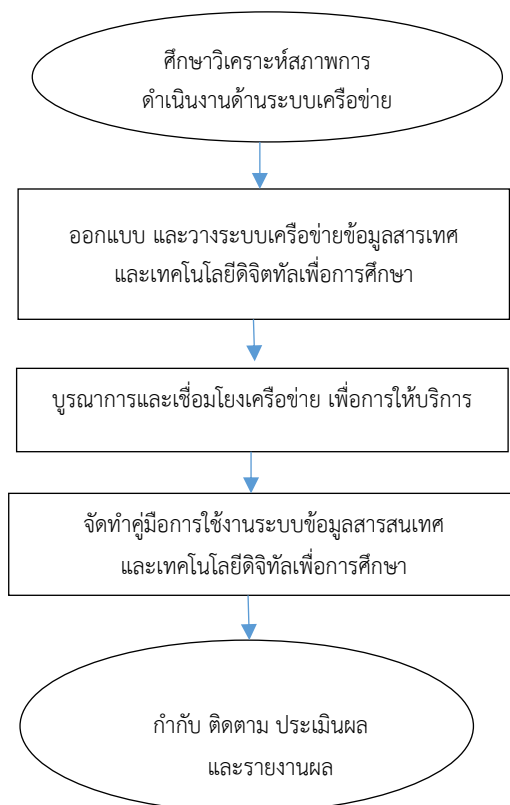 ศึกษาวิเคราะห์สภาพการ
ดำเนินงานด้านระบบเครือข่าย
ออกแบบ และวางระบบเครือข่ายข้อมูลสารเทศ
และเทคโนโลยีดิจิตทัลเพื่อการศึกษา
บูรณาการและเชื่อมโยงเครือข่าย เพื่อการให้บริการ
จัดทำคู่มือการใช้งานระบบข้อมูลสารสนเทศ
และเทคโนโลยีดิจิทัลเพื่อการศึกษา
กำกับ ติดตาม ประเมินผล
และรายงานผล